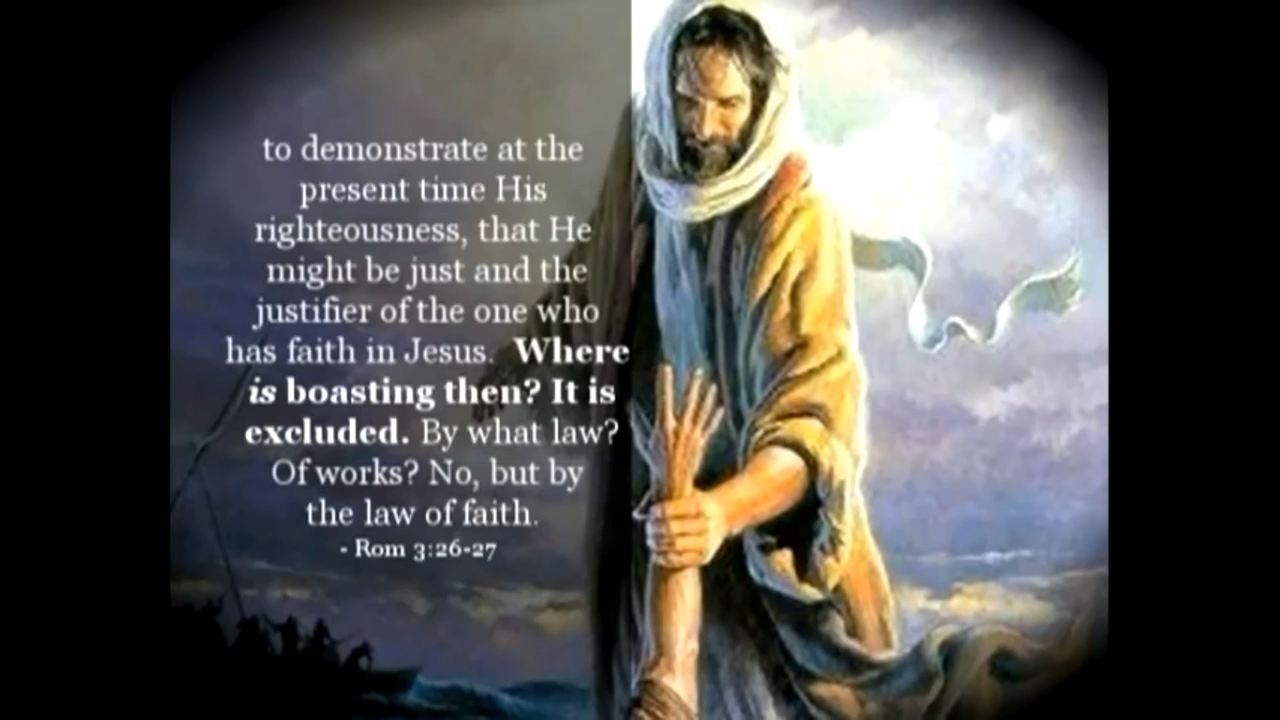 to demonstrate at the
present time His
righteousness, that He
might be just and the
justifier of the one who
has faith in Jesus. Where
is boasting then? It is
excluded. By what law?
Of works? No, but by
the law of faith.
- Rom 3:26-27